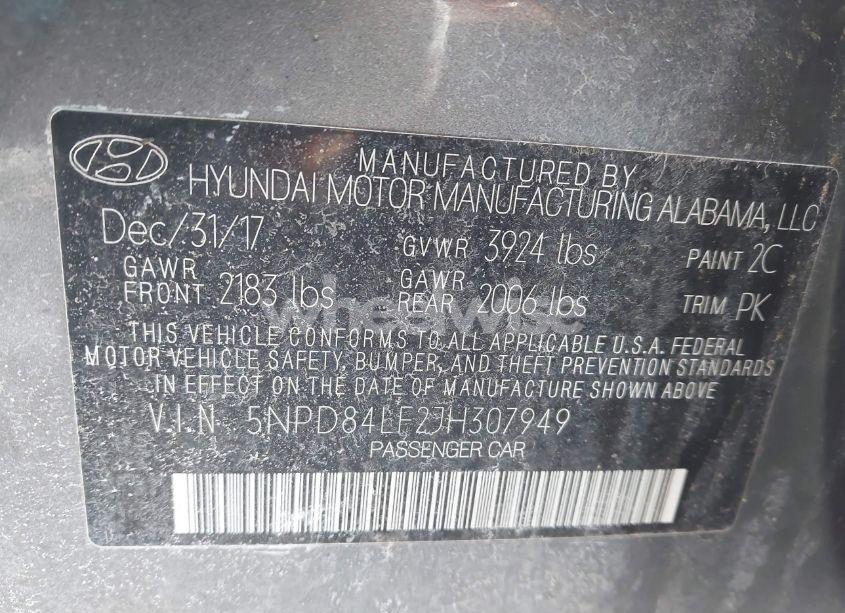 MANUFACTURED BY
HYUNDAI MOTOR MANUFACTURING ALABAMA, LLC
Dec/31/17 GVWR 3924 lbs PAINT 2C
GAWR FRONT 2183 lbs GAWR REAR 2006 lbs TRIM PK
wheelwise
THIS VEHICLE CONFORMS TO ALL APPLICABLE U.S.A. FEDERAL
MOTOR VEHICLE SAFETY, BUMPER, AND THEFT PREVENTION STANDARDS
IN EFFECT ON THE DATE OF MANUFACTURE SHOWN ABOVE
V.I.N 5NPD84LF2JH307949
PASSENGER CAR